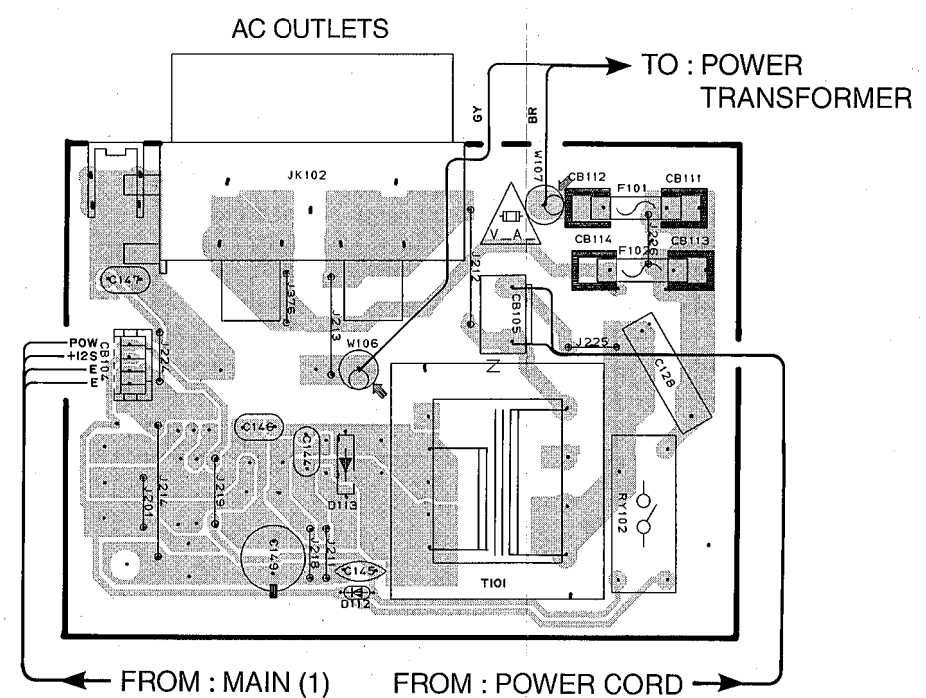 AC OUTLETS
TO : POWER
TRANSFORMER
GY
BR
W107
JK102
CB112
F101
CB111
V A
J226
CB114
F102
CB113
C147
J212
J376
J213
CB105
N
W106
J225
C128
POW
+12S
E
E
CB104
J224
C146
C144
D113
J201
J214
J219
RY102
C149
J218
J211
C145
T101
D112
FROM : MAIN (1)
FROM : POWER CORD